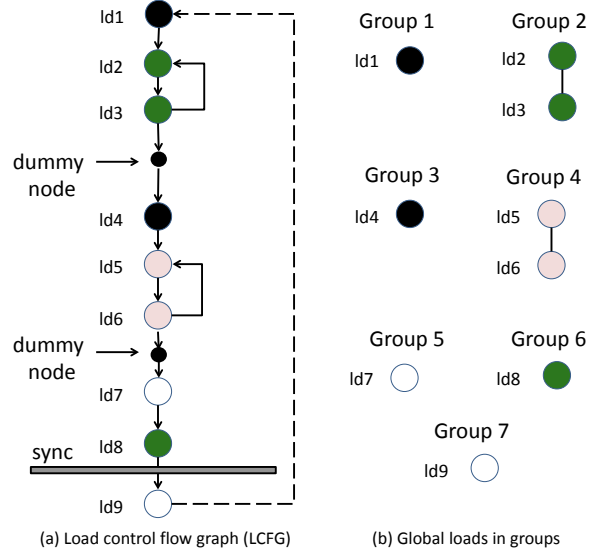 ld1
ld2
ld3
dummy
node
ld4
ld5
ld6
dummy
node
ld7
ld8
sync
ld9
(a) Load control flow graph (LCFG)
Group 1
ld1
Group 2
ld2
ld3
Group 3
ld4
Group 4
ld5
ld6
Group 5
ld7
Group 6
ld8
Group 7
ld9
(b) Global loads in groups